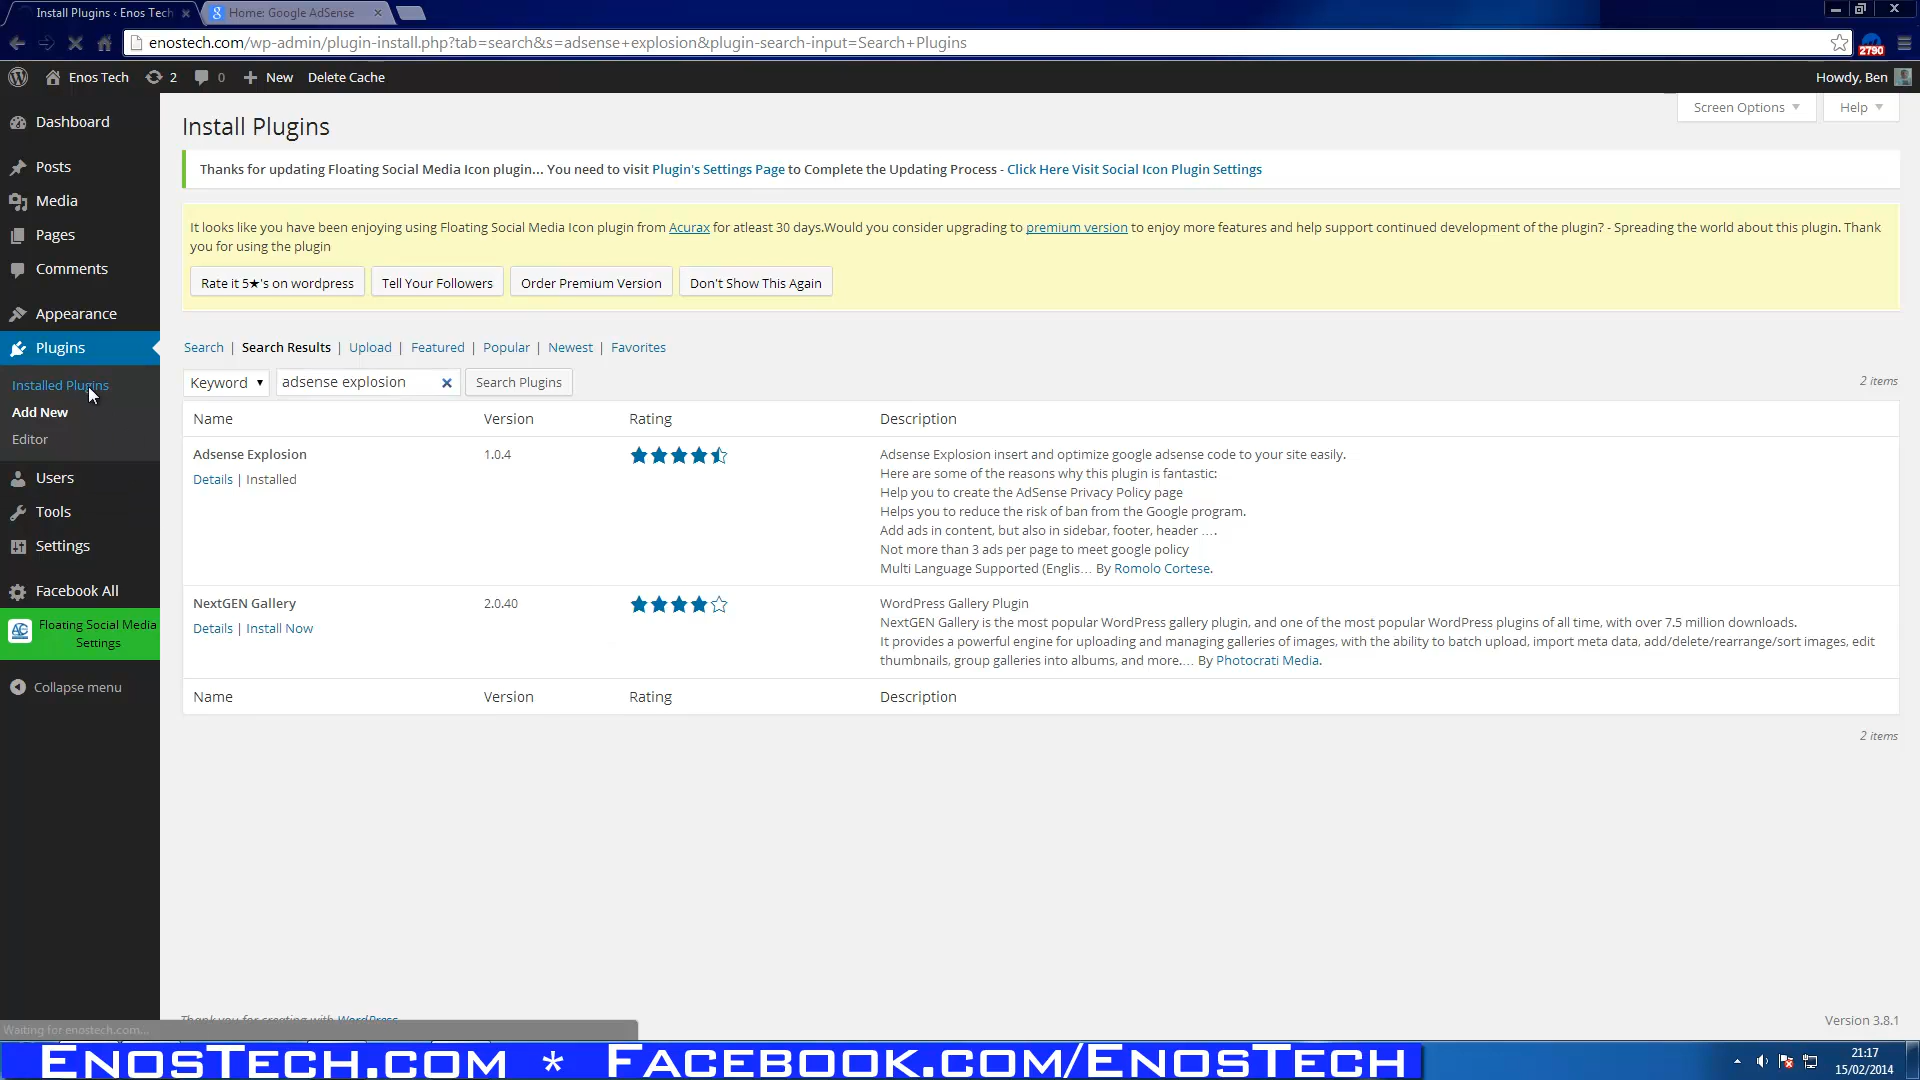 Install Plugins ‹ Enos Tech
Home: Google AdSense
enostech.com/wp-admin/plugin-install.php?tab=search&s=adsense+explosion&plugin-search-input=Search+Plugins
2790
Enos Tech
2
0
New
Delete Cache
Howdy, Ben
Dashboard
Posts
Media
Pages
Comments
Appearance
Plugins
Installed Plugins
Add New
Editor
Users
Tools
Settings
Facebook All
Floating Social Media
Settings
Collapse menu
Screen Options
Help
Install Plugins
Thanks for updating Floating Social Media Icon plugin... You need to visit Plugin's Settings Page to Complete the Updating Process - Click Here Visit Social Icon Plugin Settings
It looks like you have been enjoying using Floating Social Media Icon plugin from Acurax for atleast 30 days.Would you consider upgrading to premium version to enjoy more features and help support continued development of the plugin? - Spreading the world about this plugin. Thank
you for using the plugin
Rate it 5★'s on wordpress
Tell Your Followers
Order Premium Version
Don't Show This Again
Search | Search Results | Upload | Featured | Popular | Newest | Favorites
Keyword
adsense explosion
Search Plugins
2 items
Name Version Rating Description
Adsense Explosion
Details | Installed
1.0.4
Adsense Explosion insert and optimize google adsense code to your site easily.
Here are some of the reasons why this plugin is fantastic:
Help you to create the AdSense Privacy Policy page
Helps you to reduce the risk of ban from the Google program.
Add ads in content, but also in sidebar, footer, header ….
Not more than 3 ads per page to meet google policy
Multi Language Supported (Englis… By Romolo Cortese.
NextGEN Gallery
Details | Install Now
2.0.40
WordPress Gallery Plugin
NextGEN Gallery is the most popular WordPress gallery plugin, and one of the most popular WordPress plugins of all time, with over 7.5 million downloads.
It provides a powerful engine for uploading and managing galleries of images, with the ability to batch upload, import meta data, add/delete/rearrange/sort images, edit
thumbnails, group galleries into albums, and more.… By Photocrati Media.
Name Version Rating Description
2 items
Thank you for creating with WordPress
Version 3.8.1
Waiting for enostech.com...
EnosTech.com * Facebook.com/EnosTech
21:17
15/02/2014